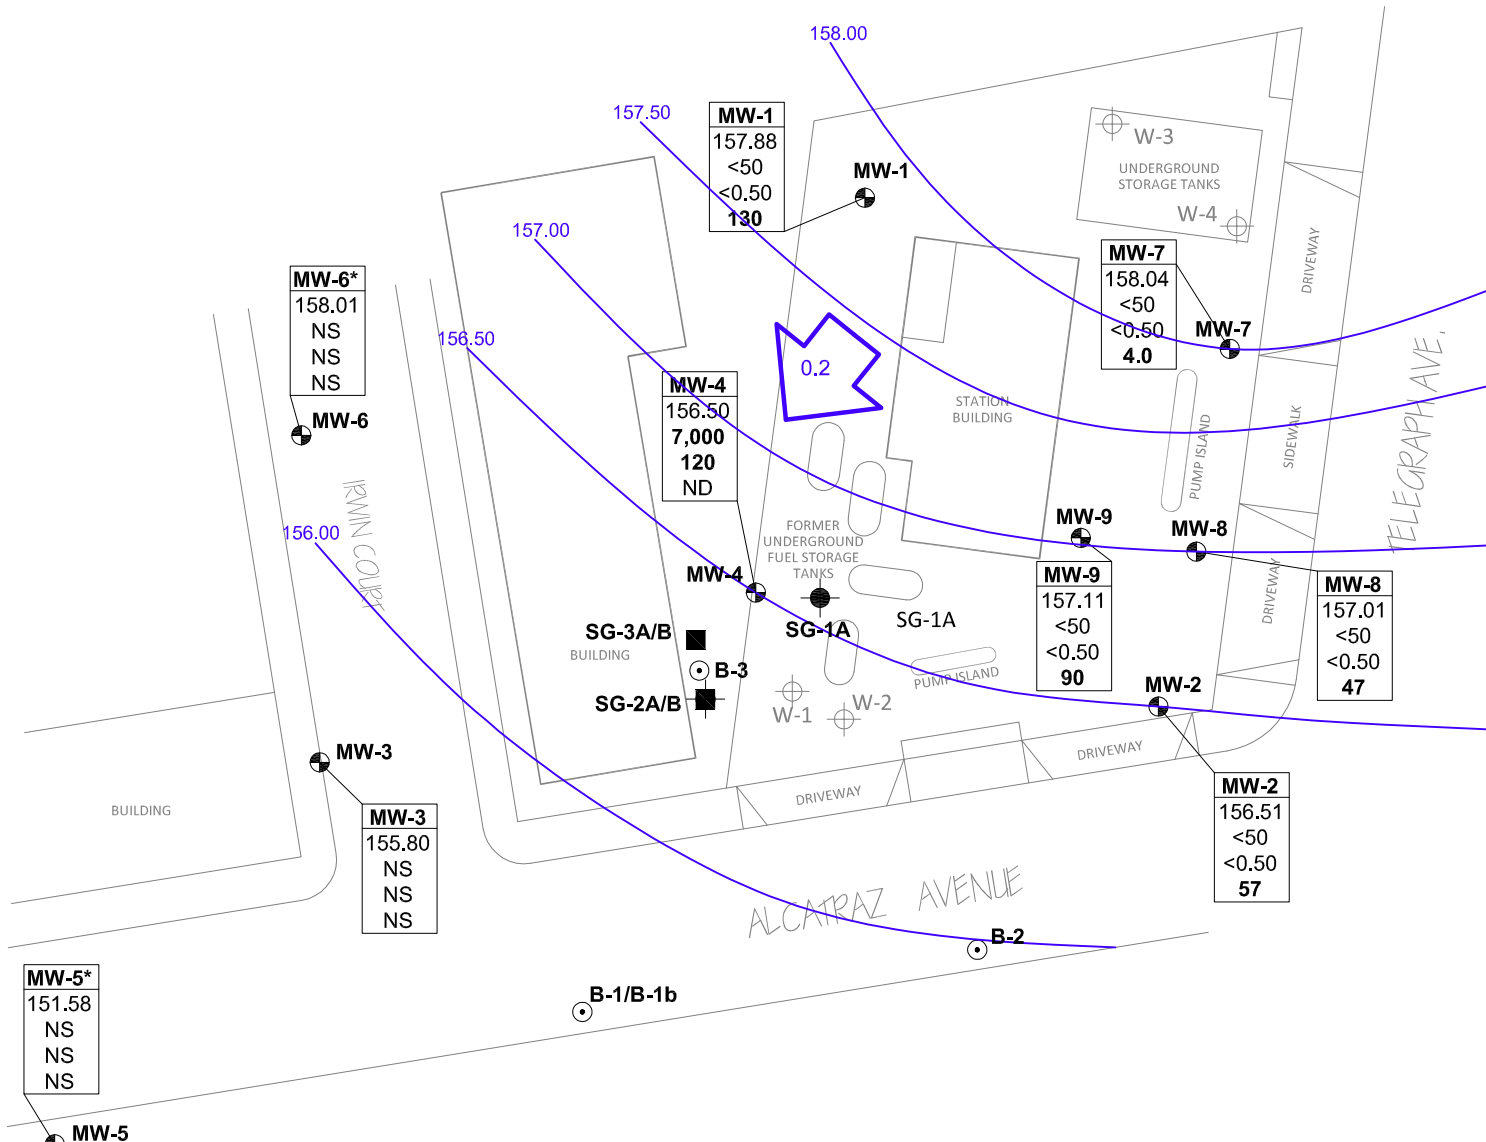 158.00
157.50
157.00
156.50
156.00
MW-1
157.88
<50
<0.50
130
MW-1
W-3
UNDERGROUND
STORAGE TANKS
W-4
DRIVEWAY
MW-7
158.04
<50
<0.50
4.0
MW-7
MW-6*
158.01
NS
NS
NS
MW-6
0.2
MW-4
156.50
7,000
120
ND
STATION
BUILDING
PUMP ISLAND
SIDEWALK
TELEGRAPH AVE.
IRWIN COURT
FORMER
UNDERGROUND
FUEL STORAGE
TANKS
MW-9
MW-8
MW-4
SG-1A
SG-1A
MW-9
157.11
<50
<0.50
90
DRIVEWAY
MW-8
157.01
<50
<0.50
47
SG-3A/B
BUILDING
B-3
SG-2A/B
W-1
W-2
PUMP ISLAND
MW-2
MW-3
BUILDING
MW-3
155.80
NS
NS
NS
DRIVEWAY
DRIVEWAY
MW-2
156.51
<50
<0.50
57
ALCATRAZ AVENUE
B-2
B-1/B-1b
MW-5*
151.58
NS
NS
NS
MW-5